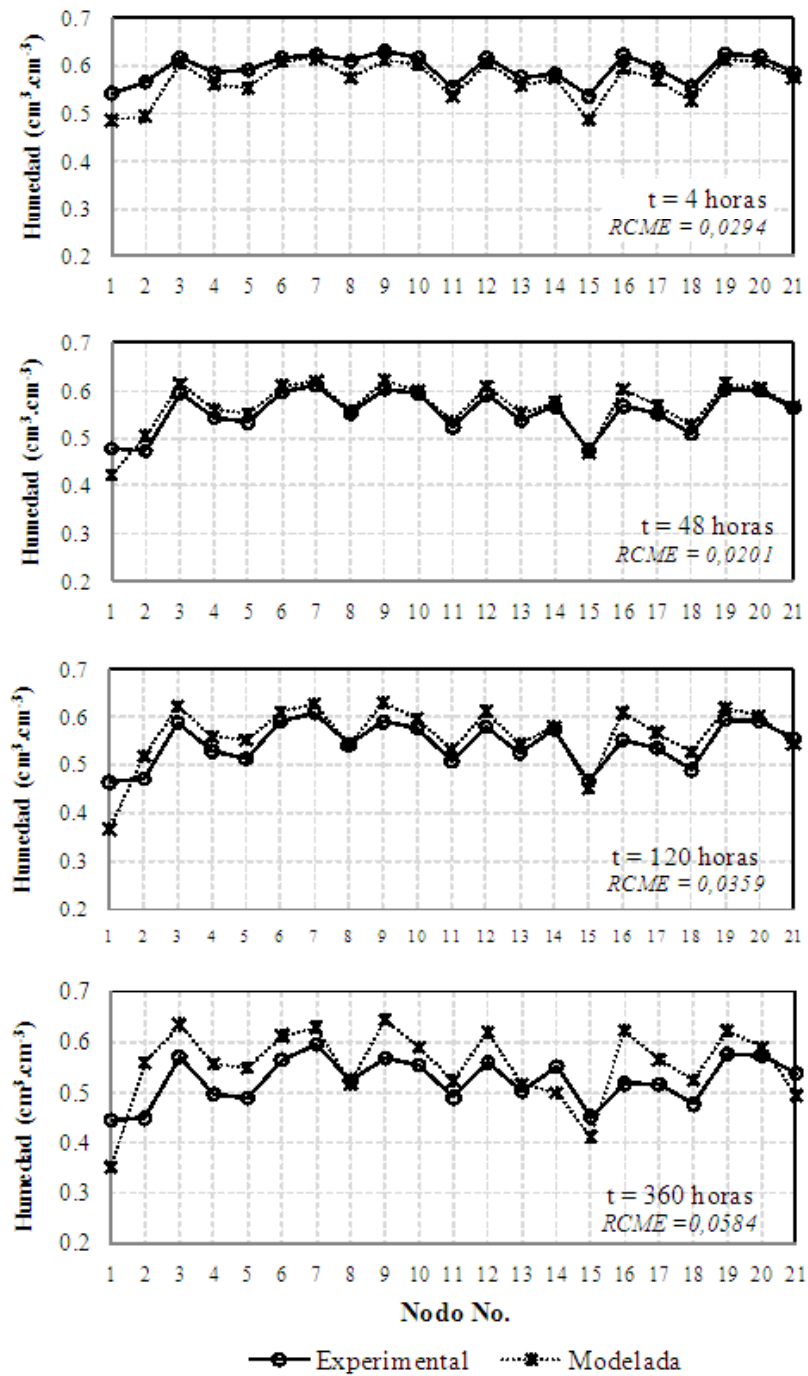 0.7
0.6
0.5
0.4
0.3
0.2
Humedad (cm³.cm⁻³)
t = 4 horas
RCME = 0,0294
1 2 3 4 5 6 7 8 9 10 11 12 13 14 15 16 17 18 19 20 21
0.7
0.6
0.5
0.4
0.3
0.2
Humedad (cm³.cm⁻³)
t = 48 horas
RCME = 0,0201
1 2 3 4 5 6 7 8 9 10 11 12 13 14 15 16 17 18 19 20 21
0.7
0.6
0.5
0.4
0.3
0.2
Humedad (cm³.cm⁻³)
t = 120 horas
RCME = 0,0359
1 2 3 4 5 6 7 8 9 10 11 12 13 14 15 16 17 18 19 20 21
0.7
0.6
0.5
0.4
0.3
0.2
Humedad (cm³.cm⁻³)
t = 360 horas
RCME =0,0584
1 2 3 4 5 6 7 8 9 10 11 12 13 14 15 16 17 18 19 20 21
Nodo No.
Experimental Modelada